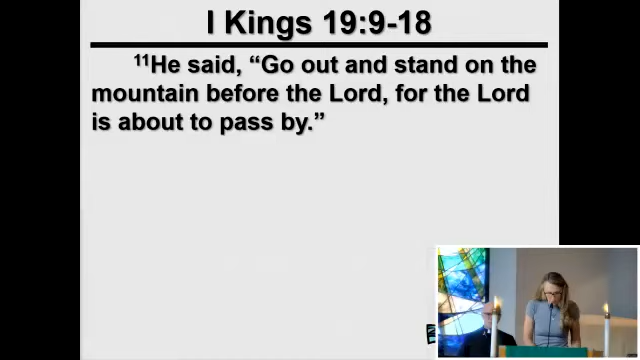 I Kings 19:9-18
11He said, “Go out and stand on the
mountain before the Lord, for the Lord
is about to pass by.”